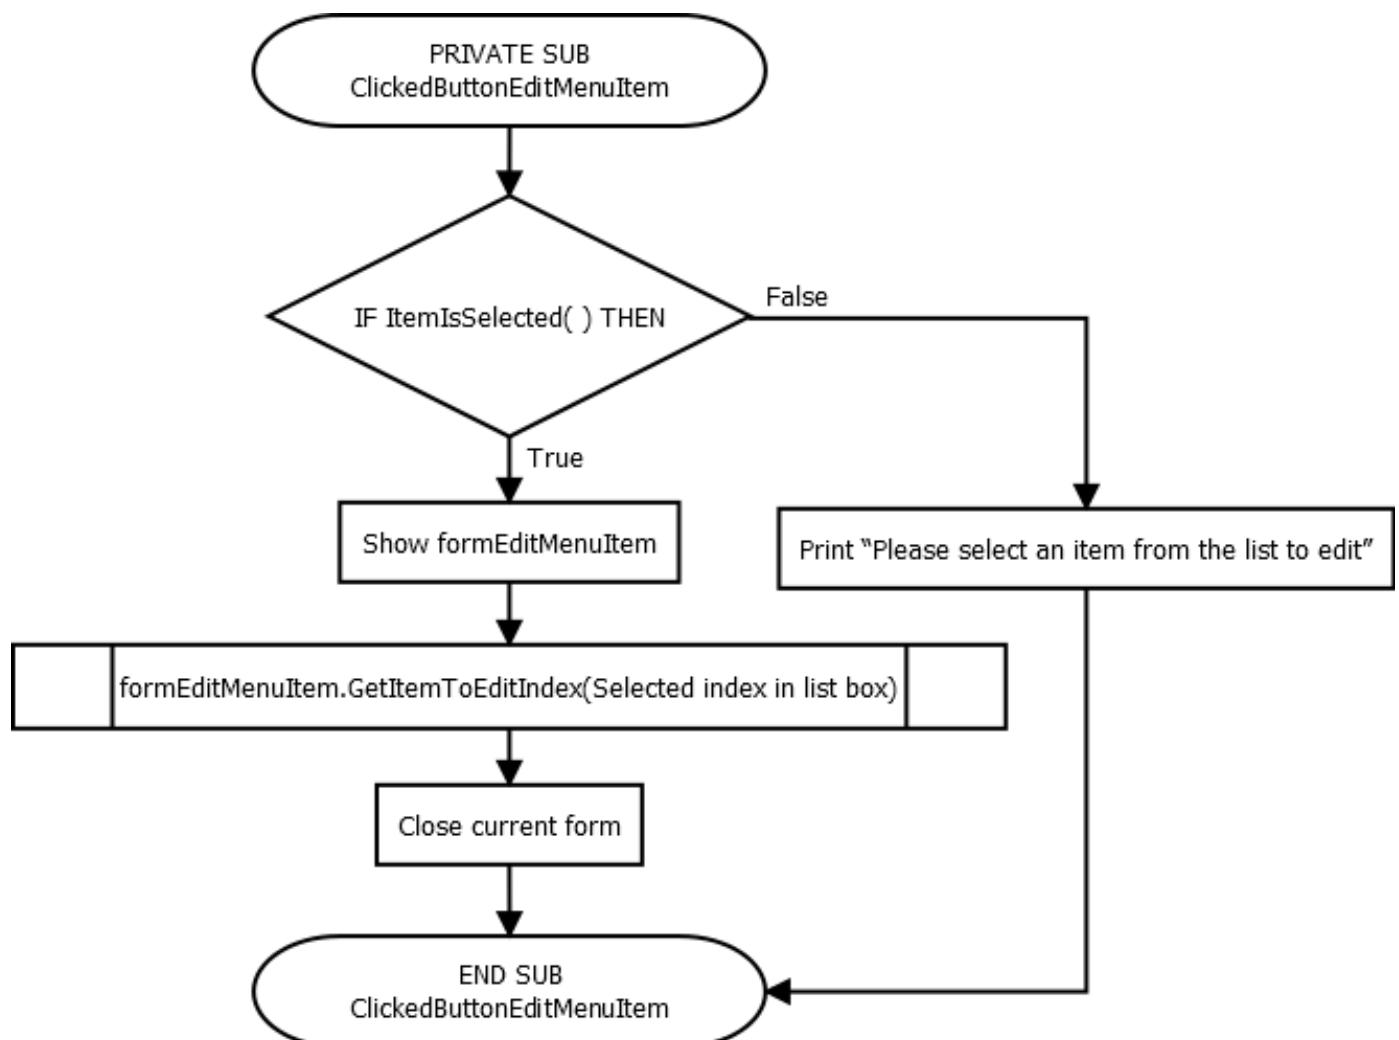 PRIVATE SUB
ClickedButtonEditMenuItem
IF ItemIsSelected( ) THEN
False
True
Show formEditMenuItem
Print “Please select an item from the list to edit”
formEditMenuItem.GetItemToEditIndex(Selected index in list box)
Close current form
END SUB
ClickedButtonEditMenuItem